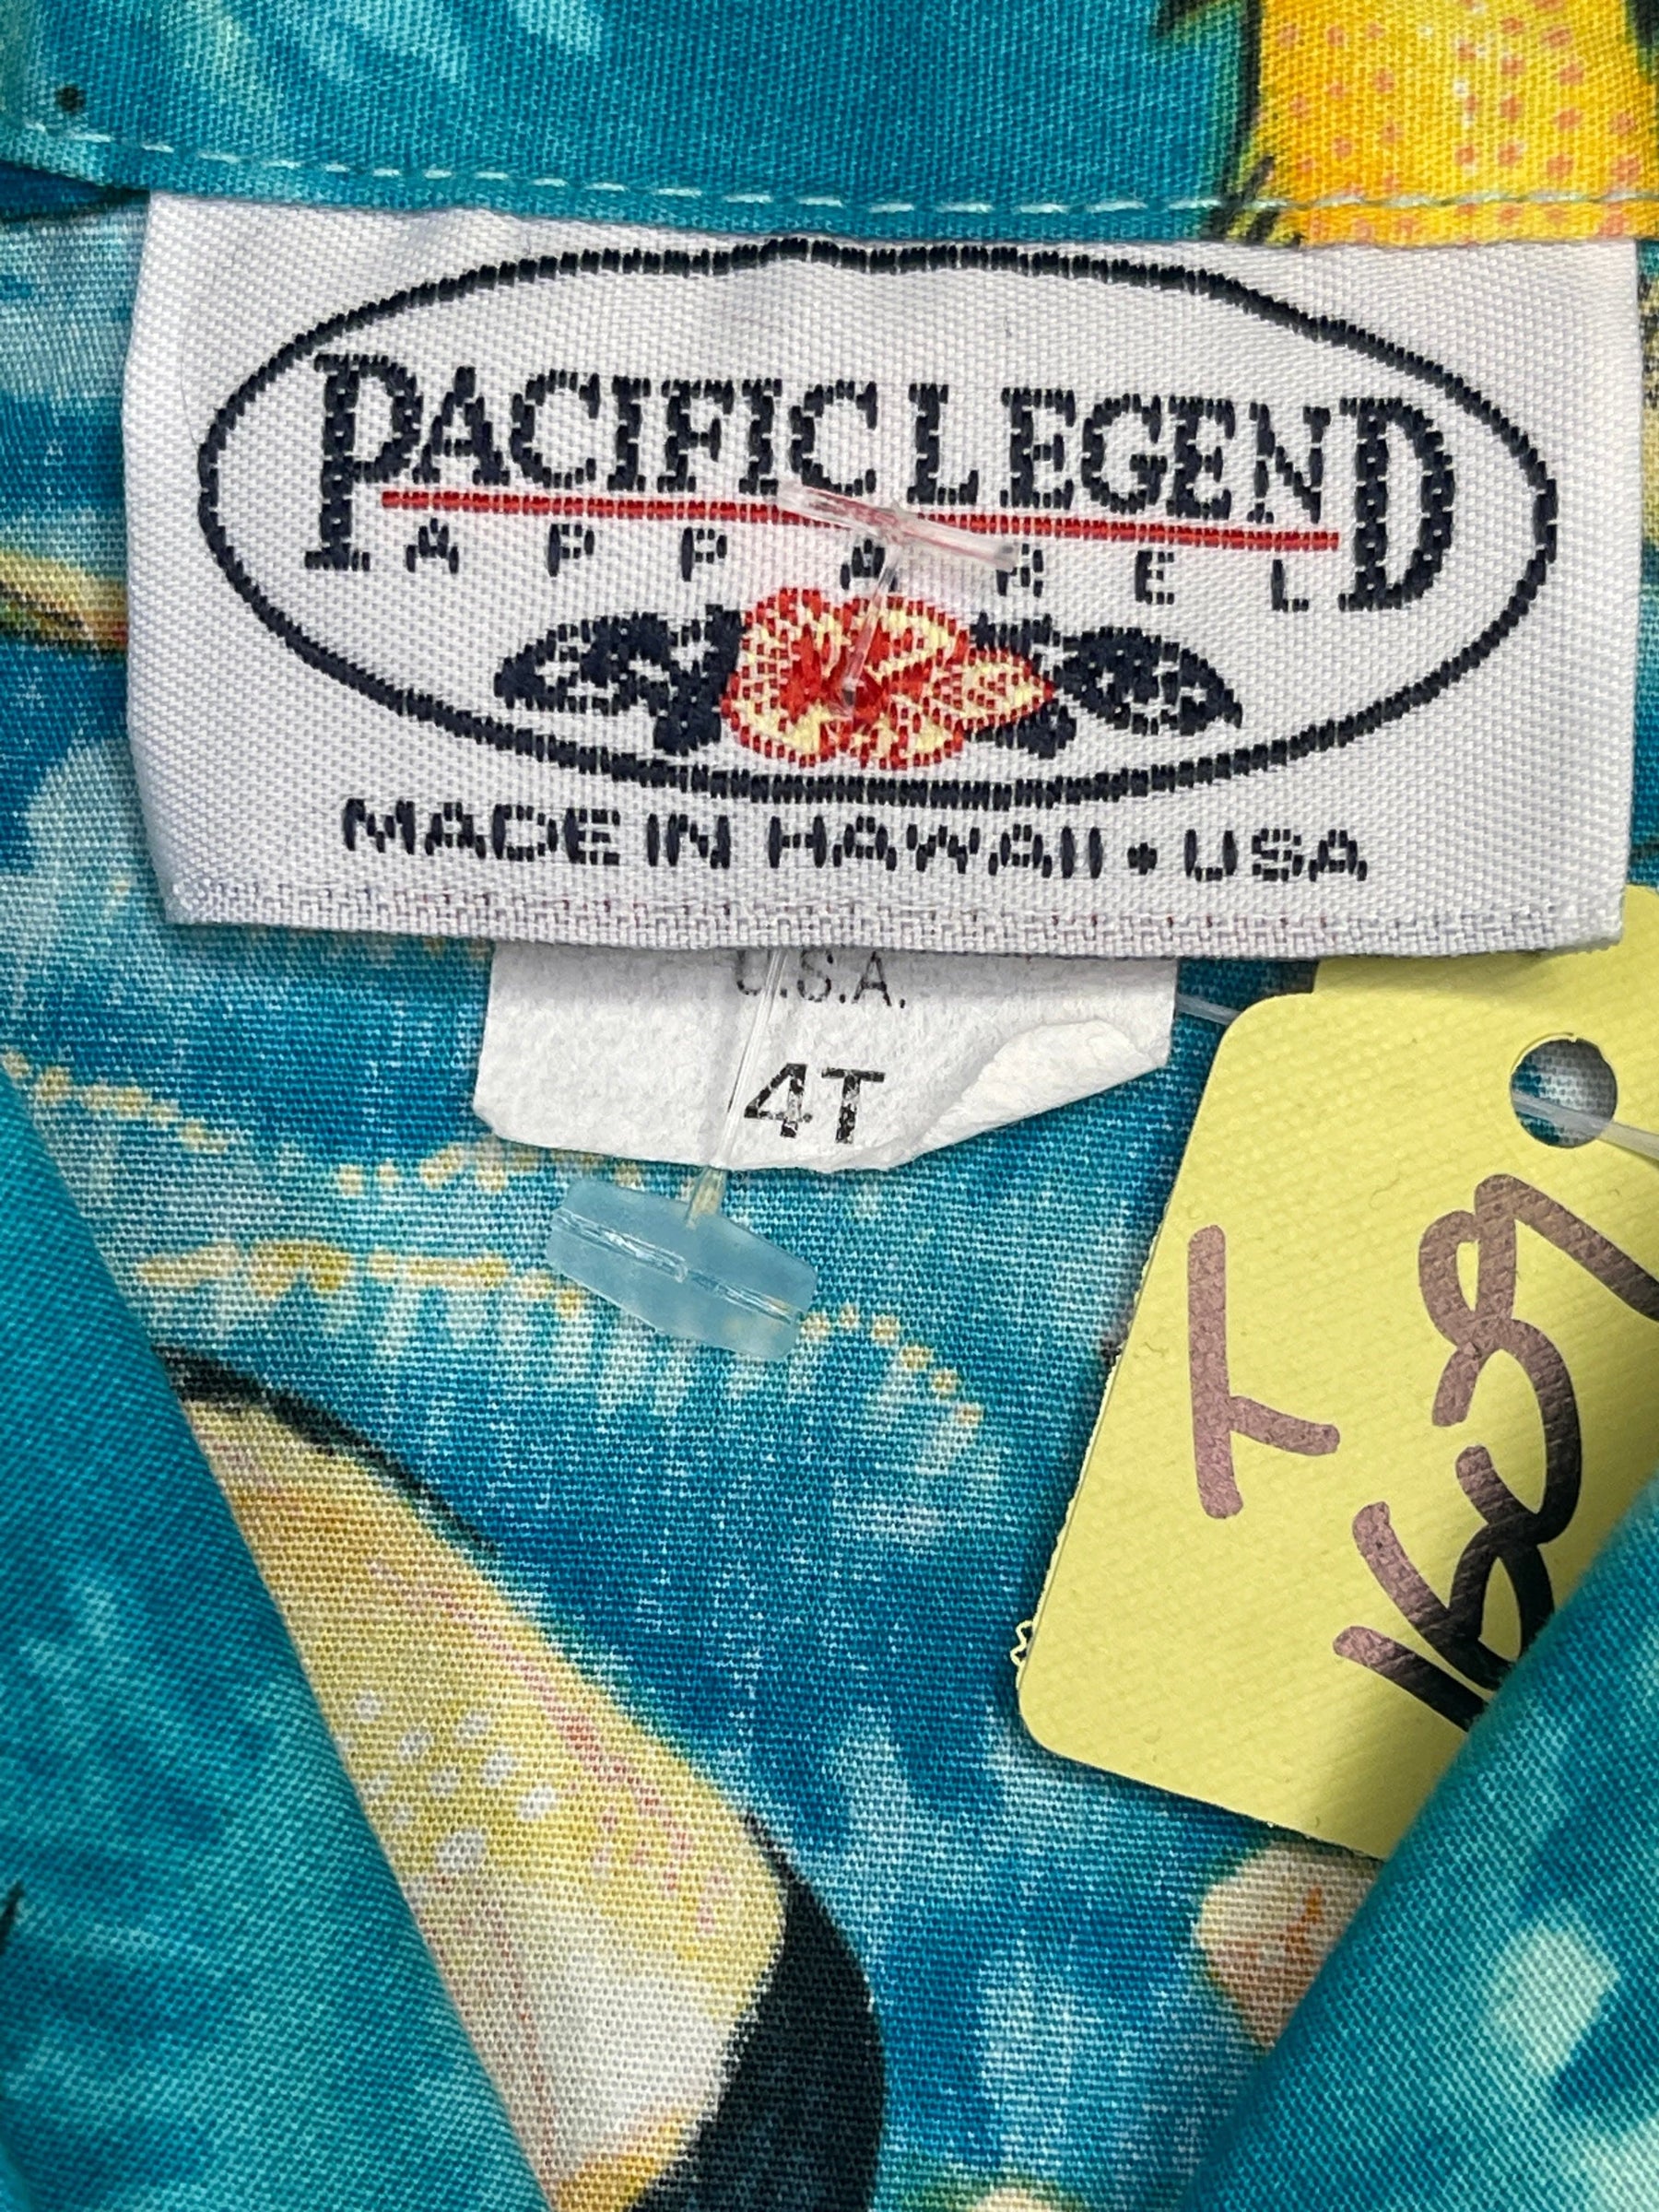 PACIFIC LEGEND
APPAREL
MADE IN HAWAII • USA
U.S.A.
4T